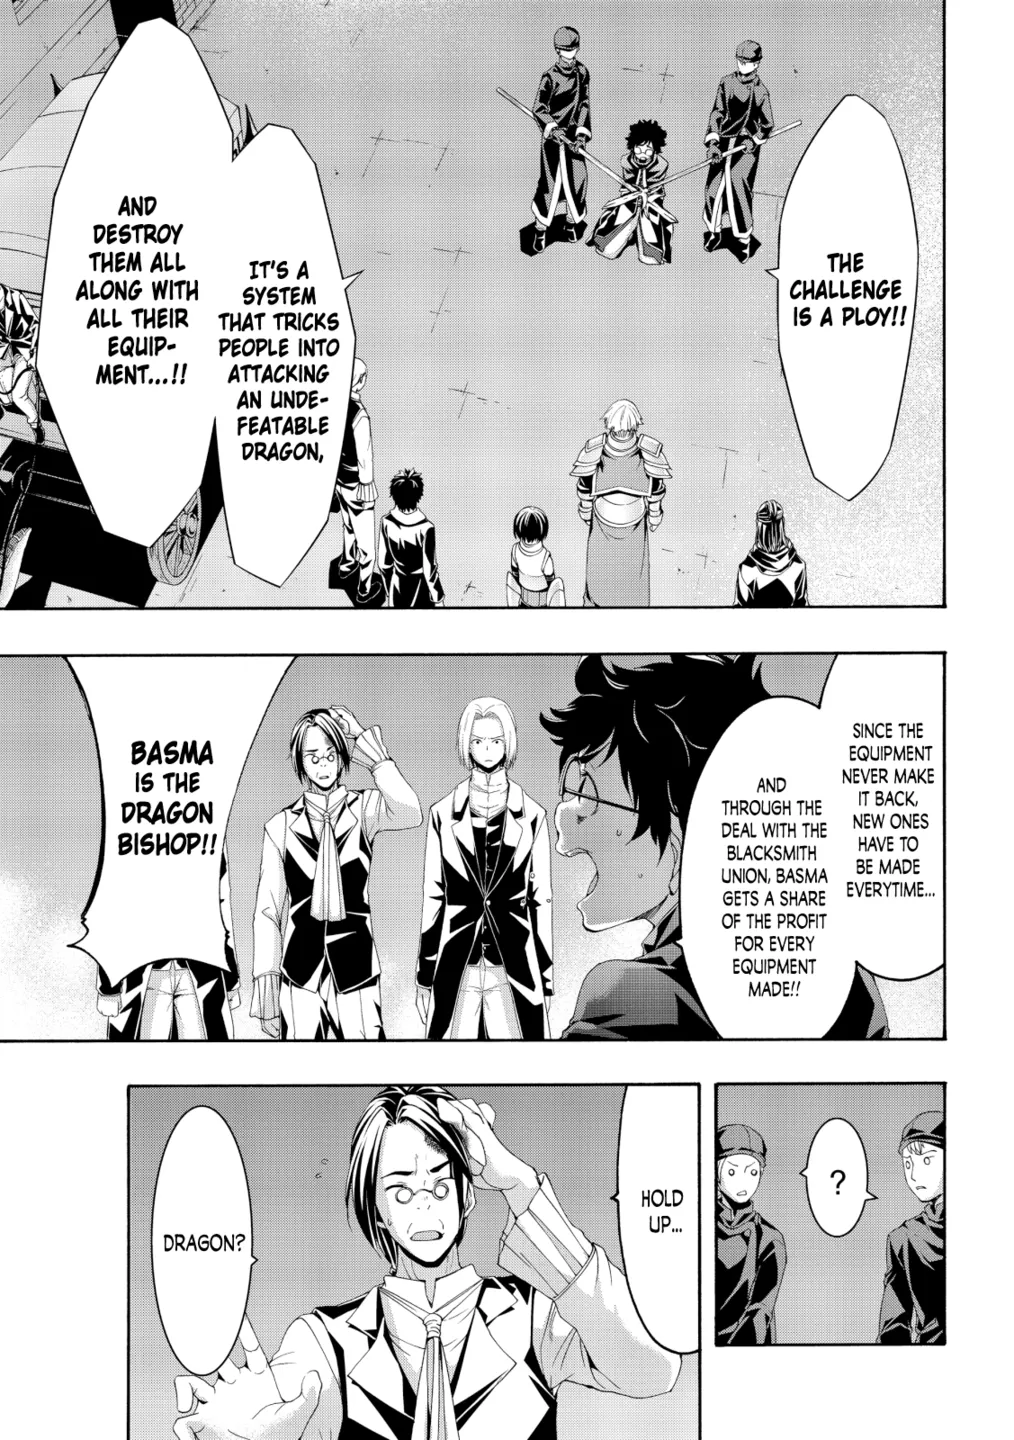 THE
CHALLENGE
IS A PLOY!!
IT'S A
SYSTEM
THAT TRICKS
PEOPLE INTO
ATTACKING
AN UNDE-
FEATABLE
DRAGON,
AND
DESTROY
THEM ALL
ALONG WITH
ALL THEIR
EQUIP-
MENT...!!
SINCE THE
EQUIPMENT
NEVER MAKE
IT BACK,
NEW ONES
HAVE TO
BE MADE
EVERYTIME...
AND
THROUGH THE
DEAL WITH THE
BLACKSMITH
UNION, BASMA
GETS A SHARE
OF THE PROFIT
FOR EVERY
EQUIPMENT
MADE!!
BASMA
IS THE
DRAGON
BISHOP!!
?
HOLD
UP...
DRAGON?